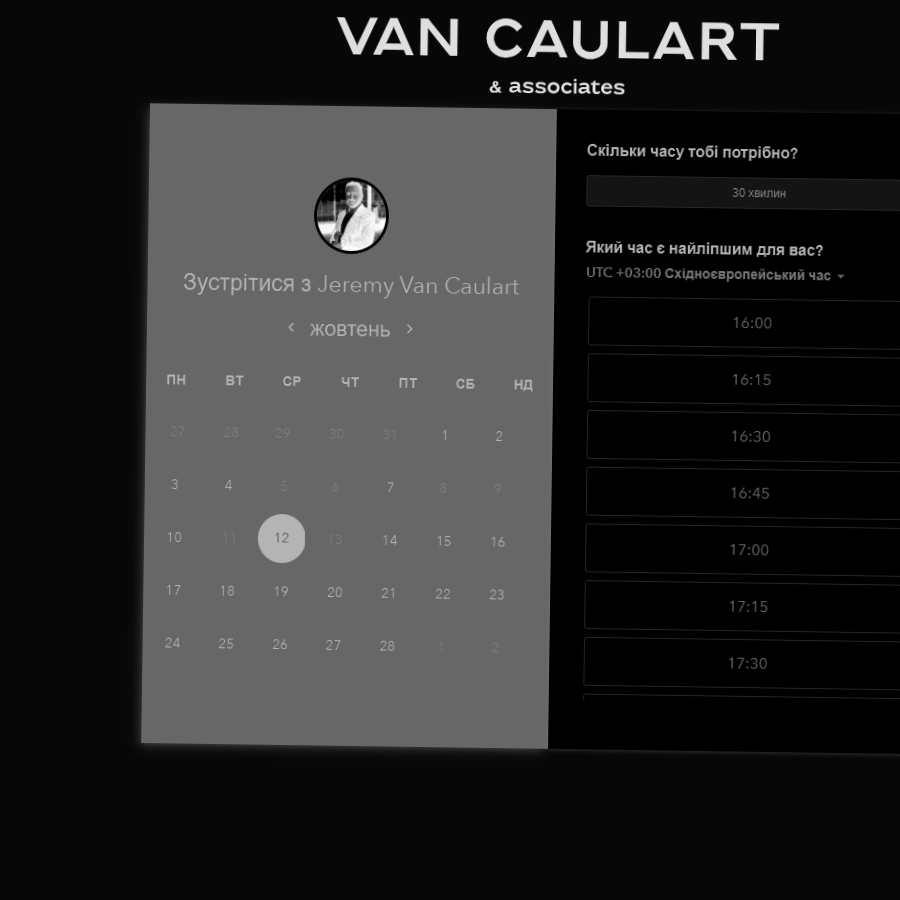 VAN CAULART
& associates
Зустрітися з Jeremy Van Caulart
‹ жовтень ›
ПН ВТ СР ЧТ ПТ СБ НД
27 28 29 30 31 1 2
3 4 5 6 7 8 9
10 11 12 13 14 15 16
17 18 19 20 21 22 23
24 25 26 27 28 1 2
Скільки часу тобі потрібно?
30 хвилин
Який час є найліпшим для вас?
UTC +03:00 Східноєвропейський час
16:00
16:15
16:30
16:45
17:00
17:15
17:30